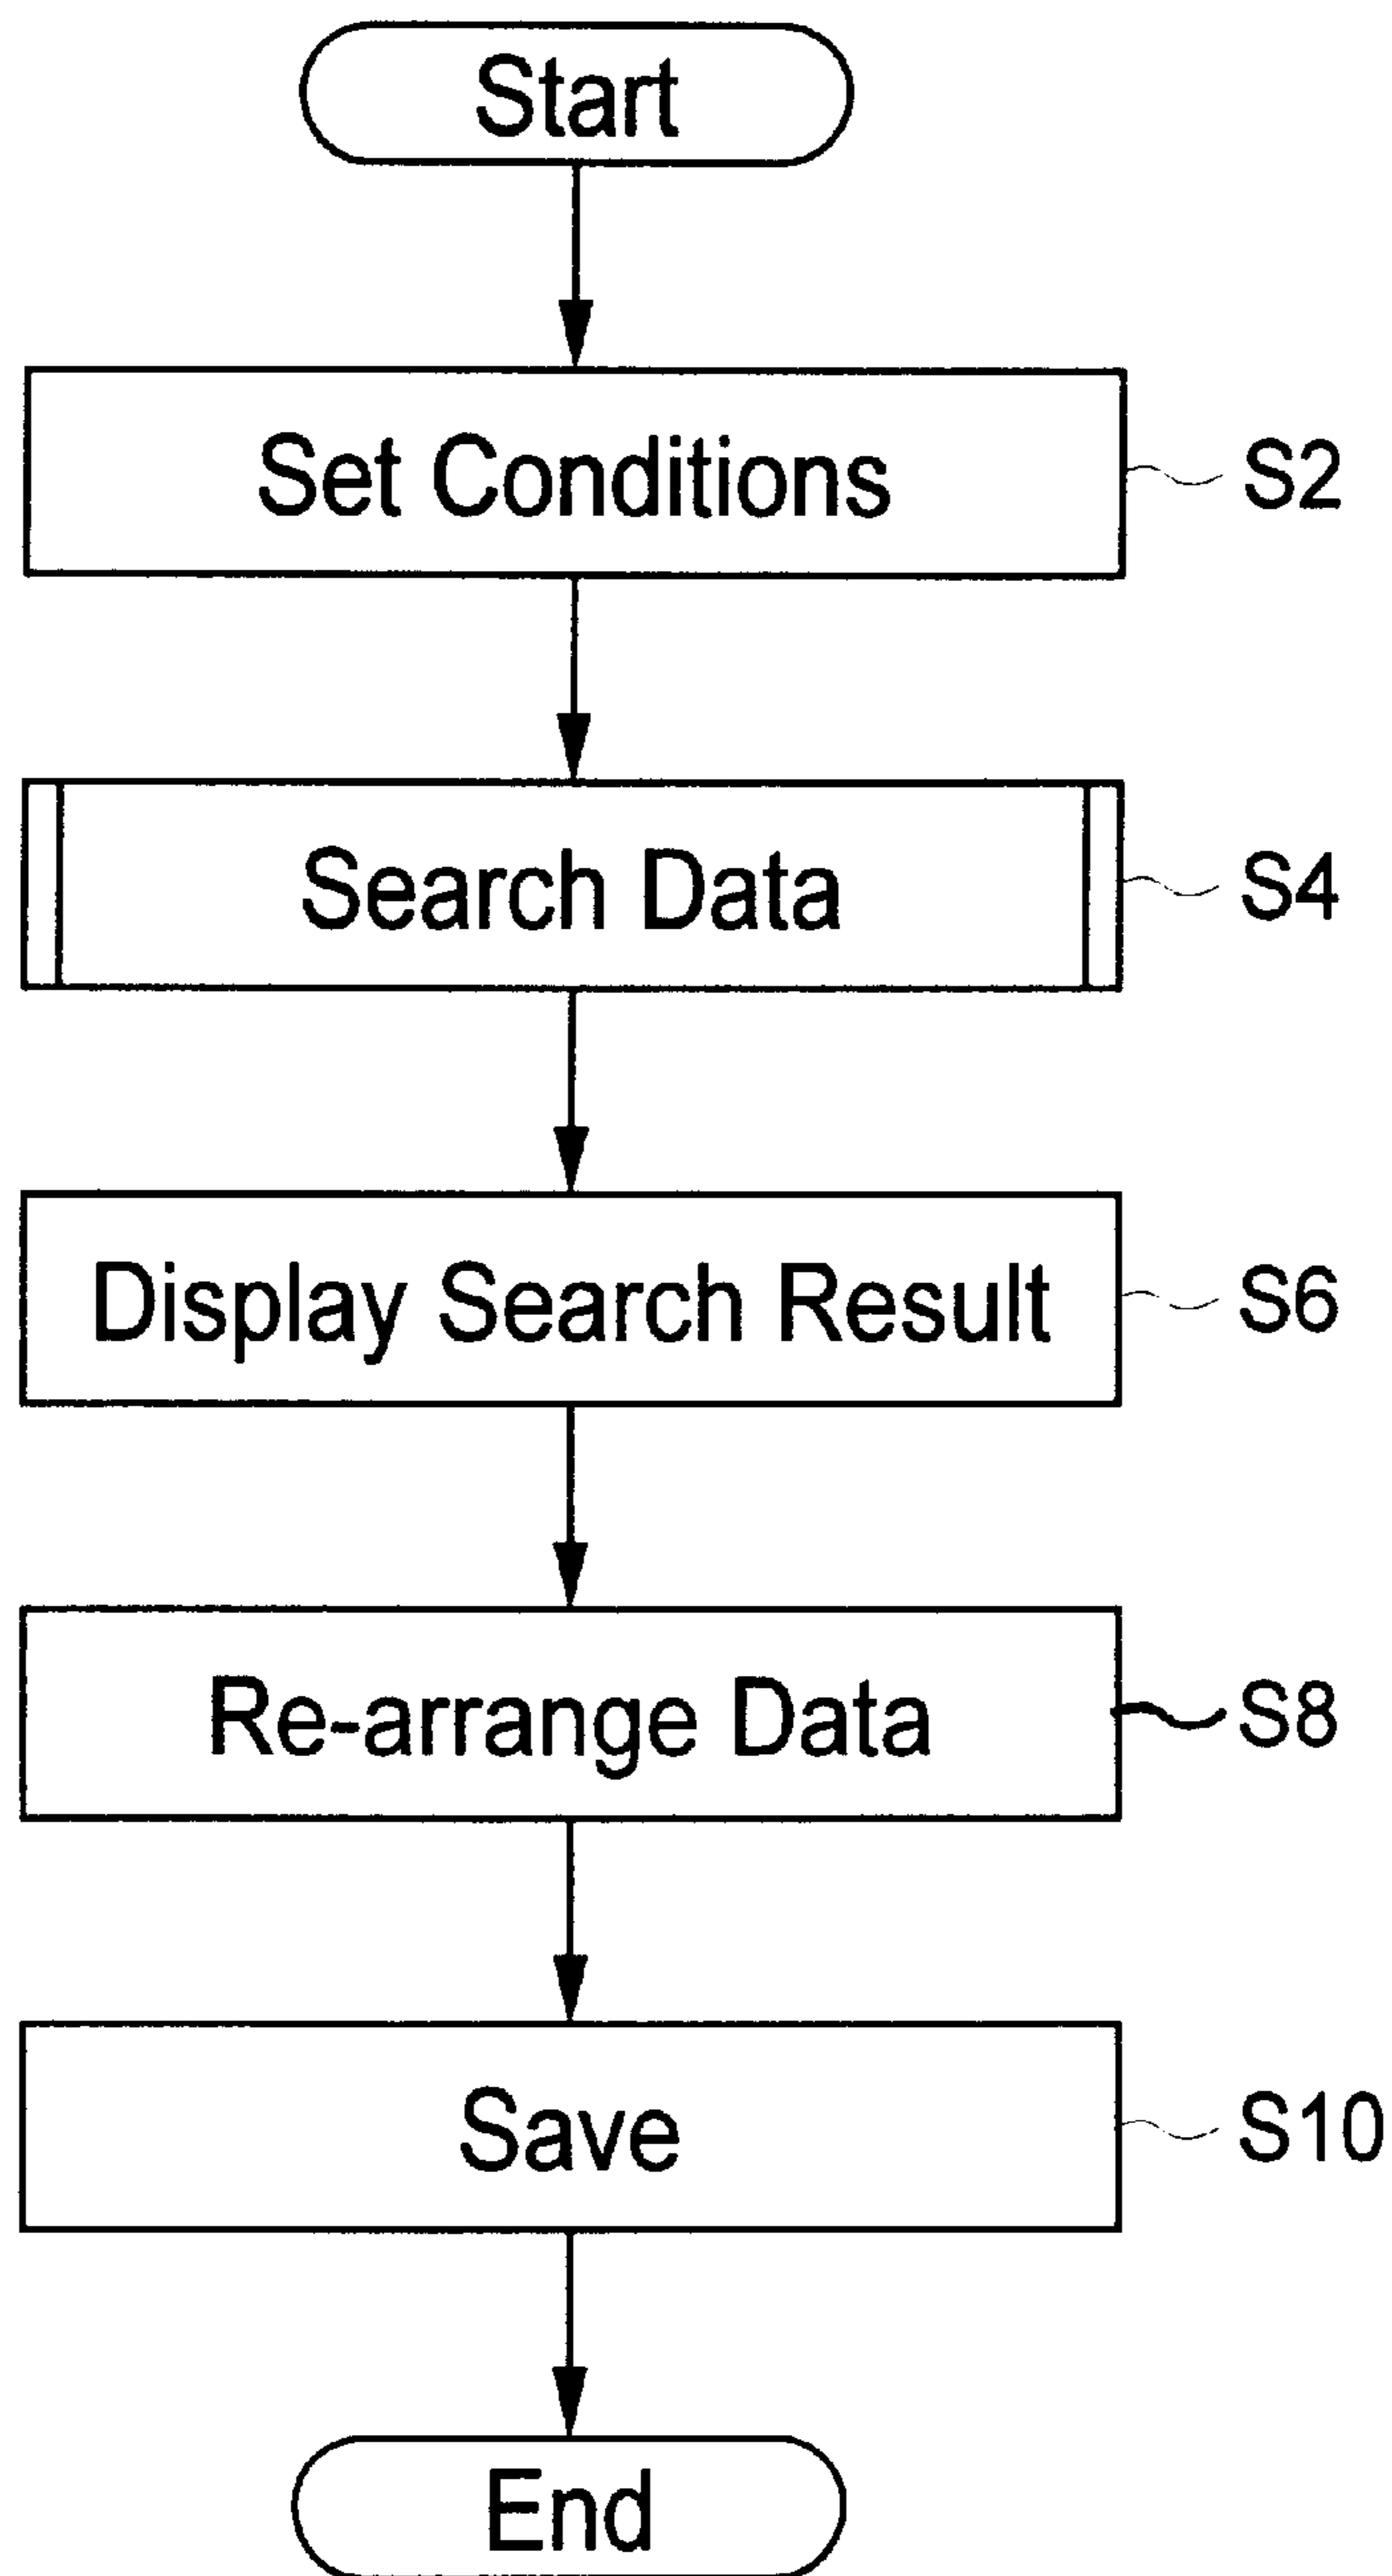 Start
Set Conditions S2
Search Data S4
Display Search Result S6
Re-arrange Data S8
Save S10
End